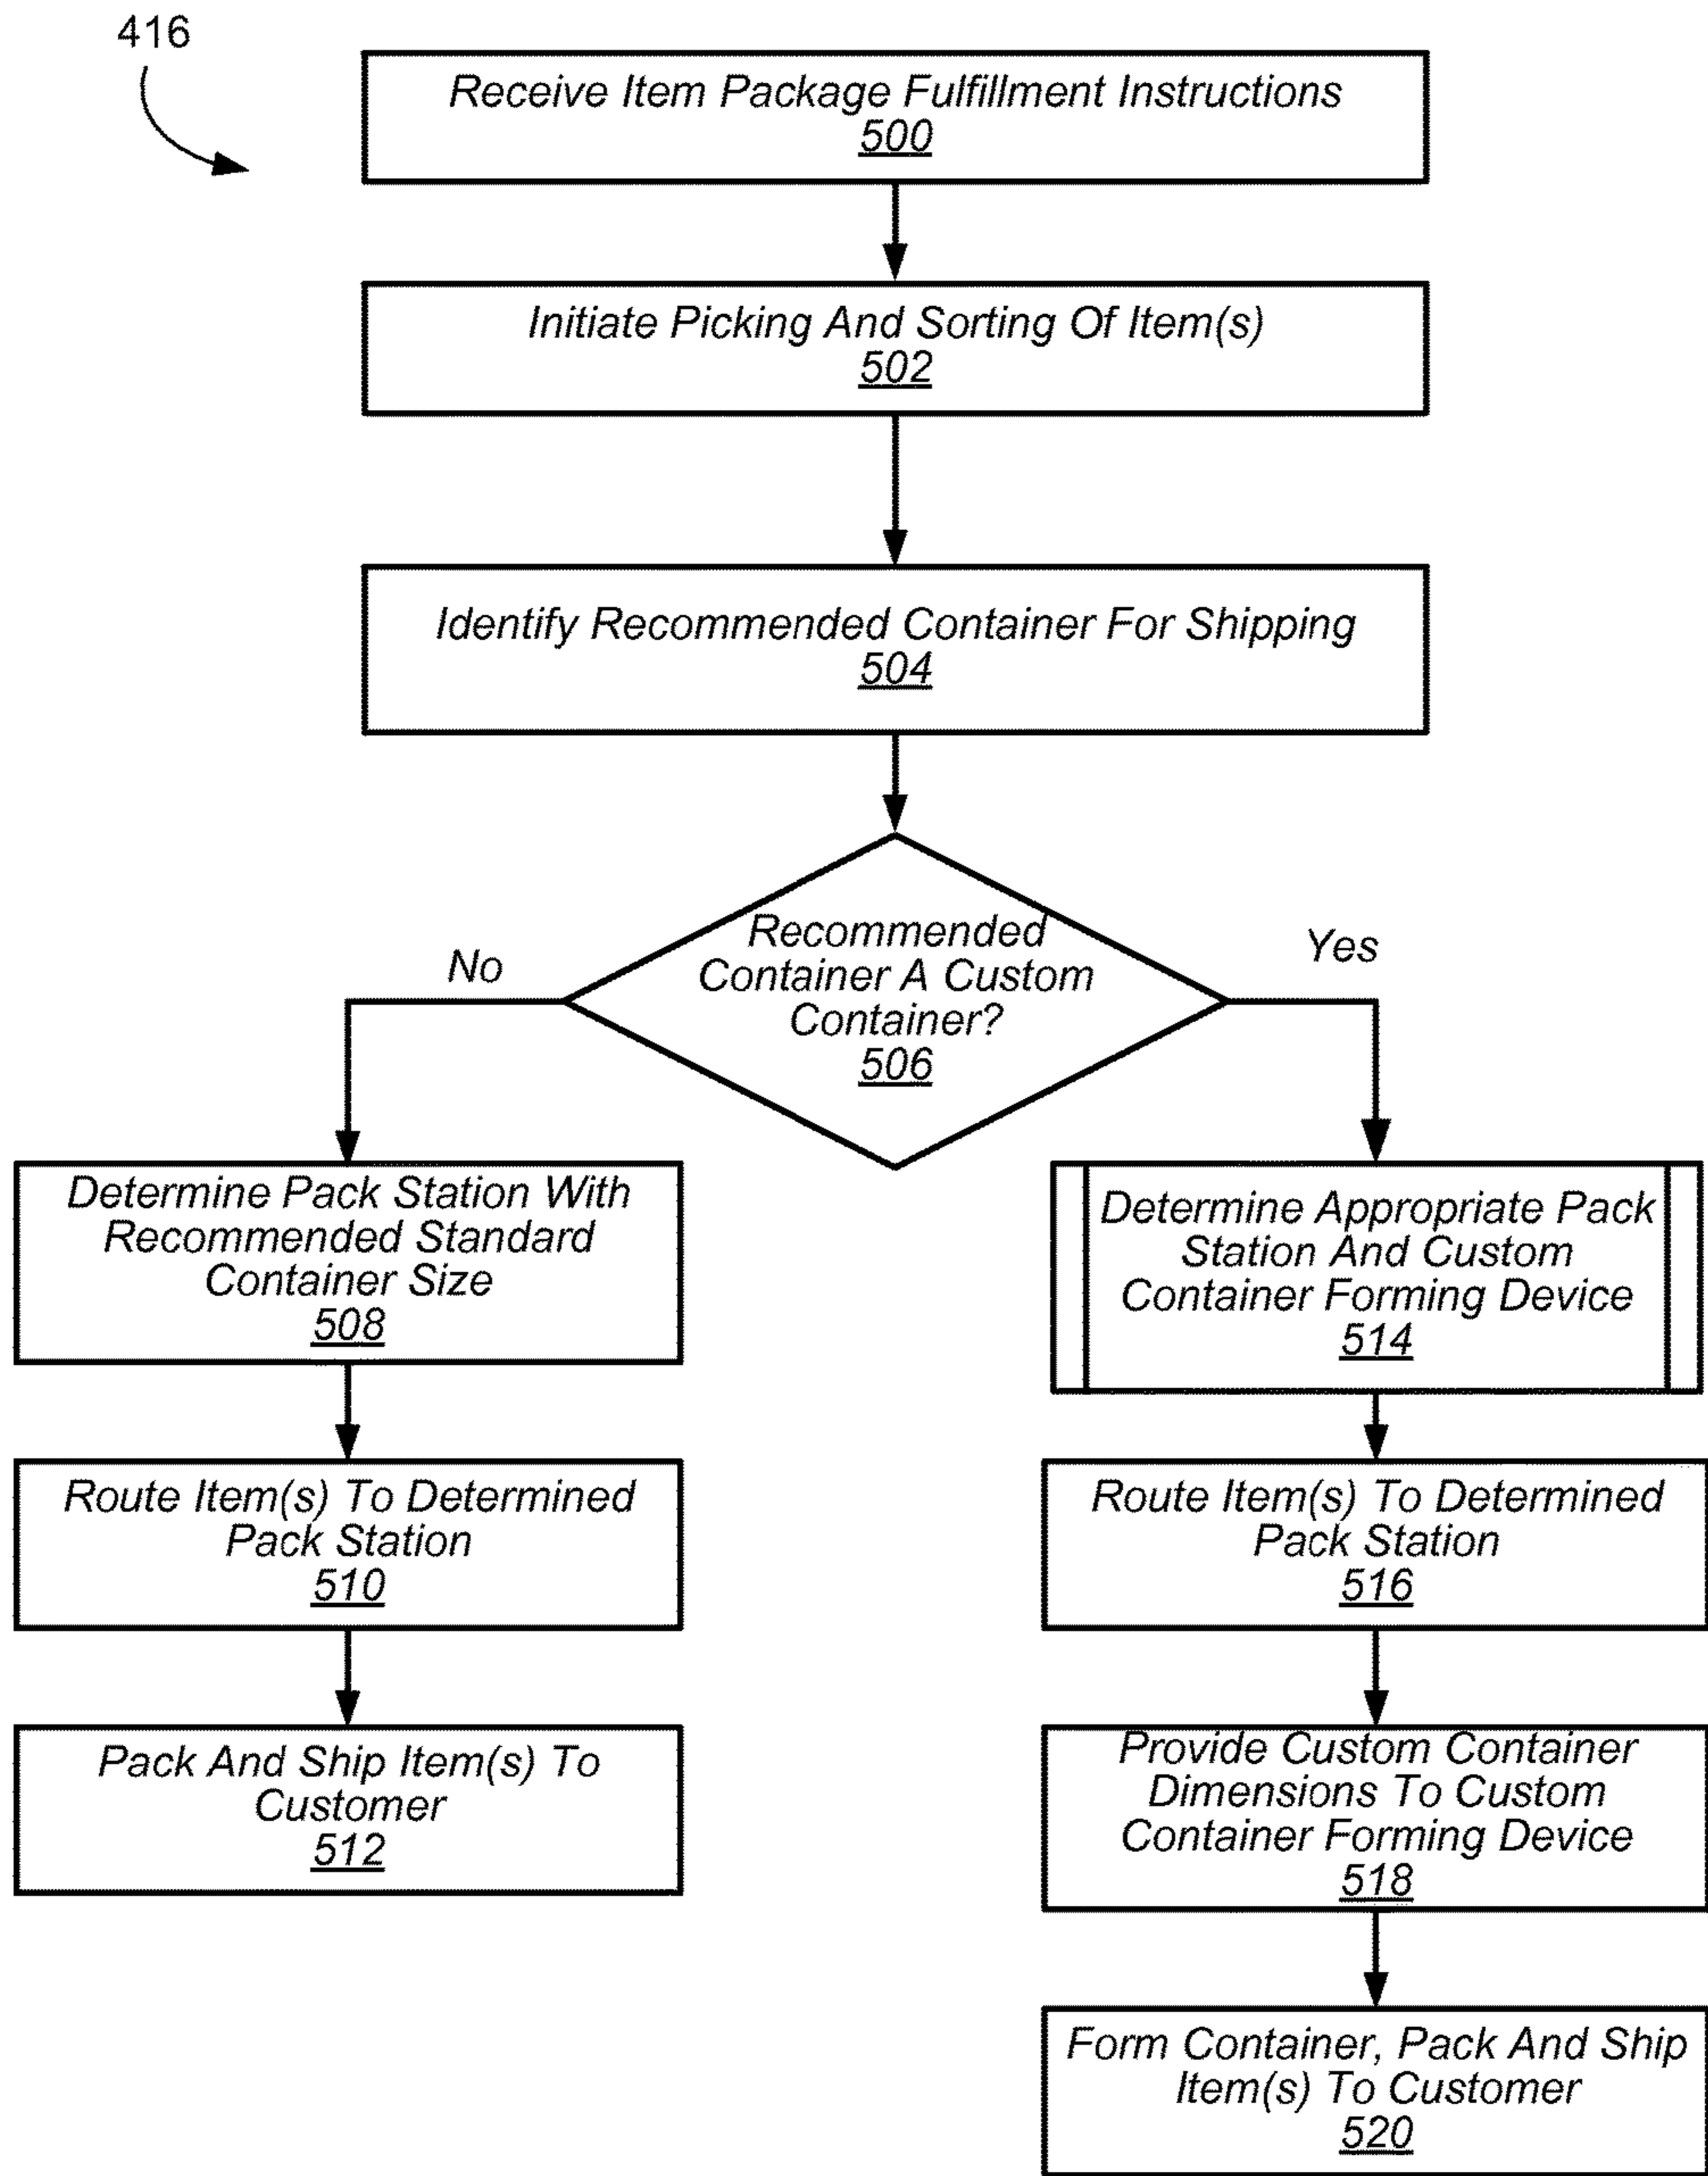 416
Receive Item Package Fulfillment Instructions
500
Initiate Picking And Sorting Of Item(s)
502
Identify Recommended Container For Shipping
504
Recommended
Container A Custom
Container?
506
No
Yes
Determine Pack Station With
Recommended Standard
Container Size
508
Route Item(s) To Determined
Pack Station
510
Pack And Ship Item(s) To
Customer
512
Determine Appropriate Pack
Station And Custom
Container Forming Device
514
Route Item(s) To Determined
Pack Station
516
Provide Custom Container
Dimensions To Custom
Container Forming Device
518
Form Container, Pack And Ship
Item(s) To Customer
520